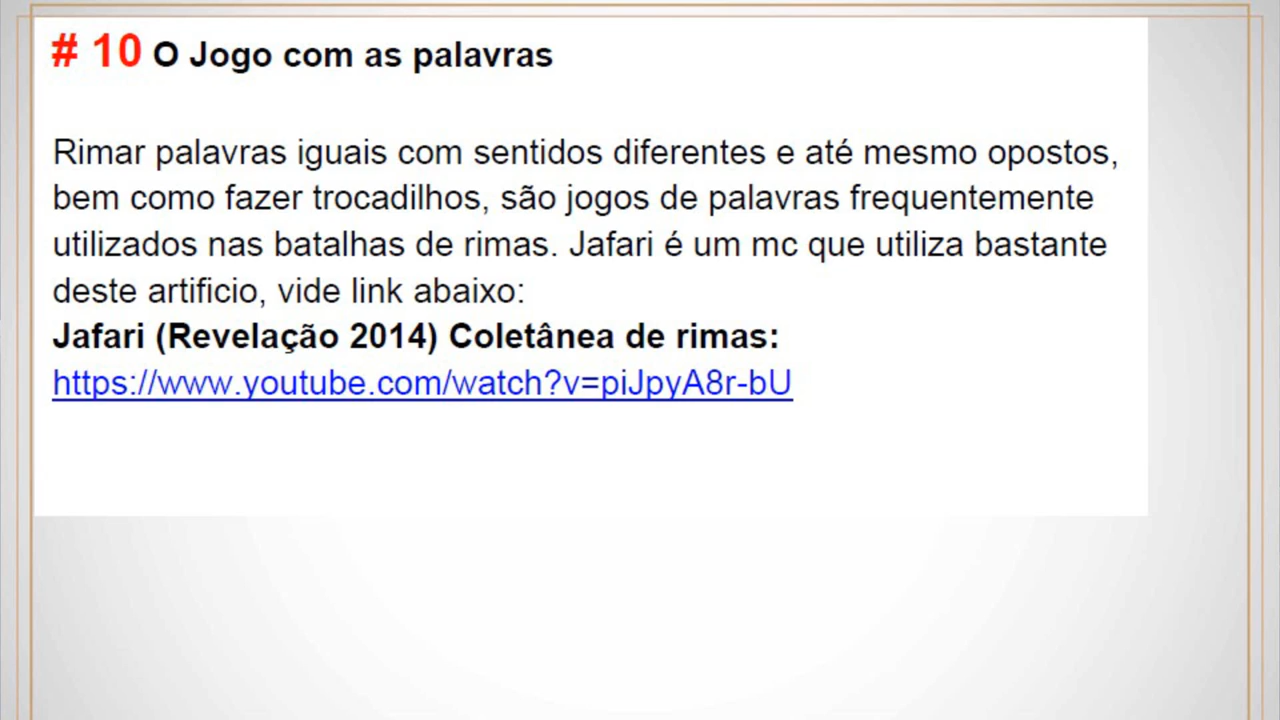 # 10 O Jogo com as palavras
Rimar palavras iguais com sentidos diferentes e até mesmo opostos,
bem como fazer trocadilhos, são jogos de palavras frequentemente
utilizados nas batalhas de rimas. Jafari é um mc que utiliza bastante
deste artificio, vide link abaixo:
Jafari (Revelação 2014) Coletânea de rimas:
https://www.youtube.com/watch?v=piJpyA8r-bU